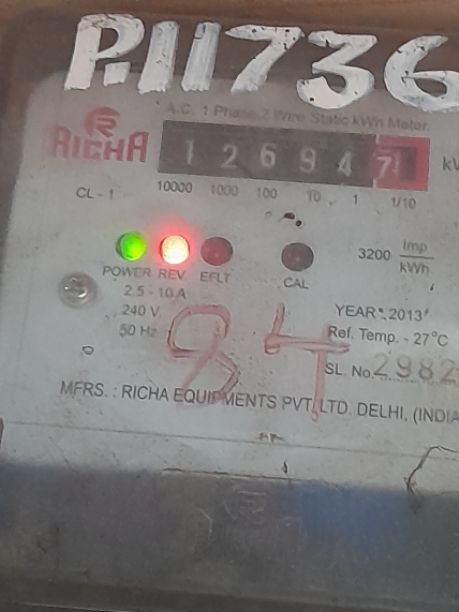 P.11736
A.C. 1 Phase 2 Wire Static kWh Meter
RICHA
1 2 6 9 4 7
CL - 1
10000 1000 100 10 1 1/10
3200 Imp/kWh
POWER REV. EFLT CAL
2.5 - 10 A
240 V
50 Hz
YEAR : 2013
Ref. Temp. - 27°C
SL. No. 2982
94
MFRS. : RICHA EQUIPMENTS PVT. LTD. DELHI, (INDIA